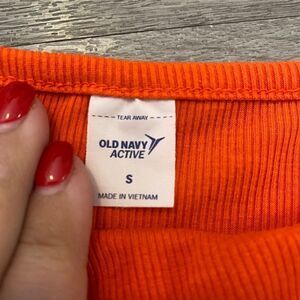 TEAR AWAY
OLD NAVY
ACTIVE
S
MADE IN VIETNAM